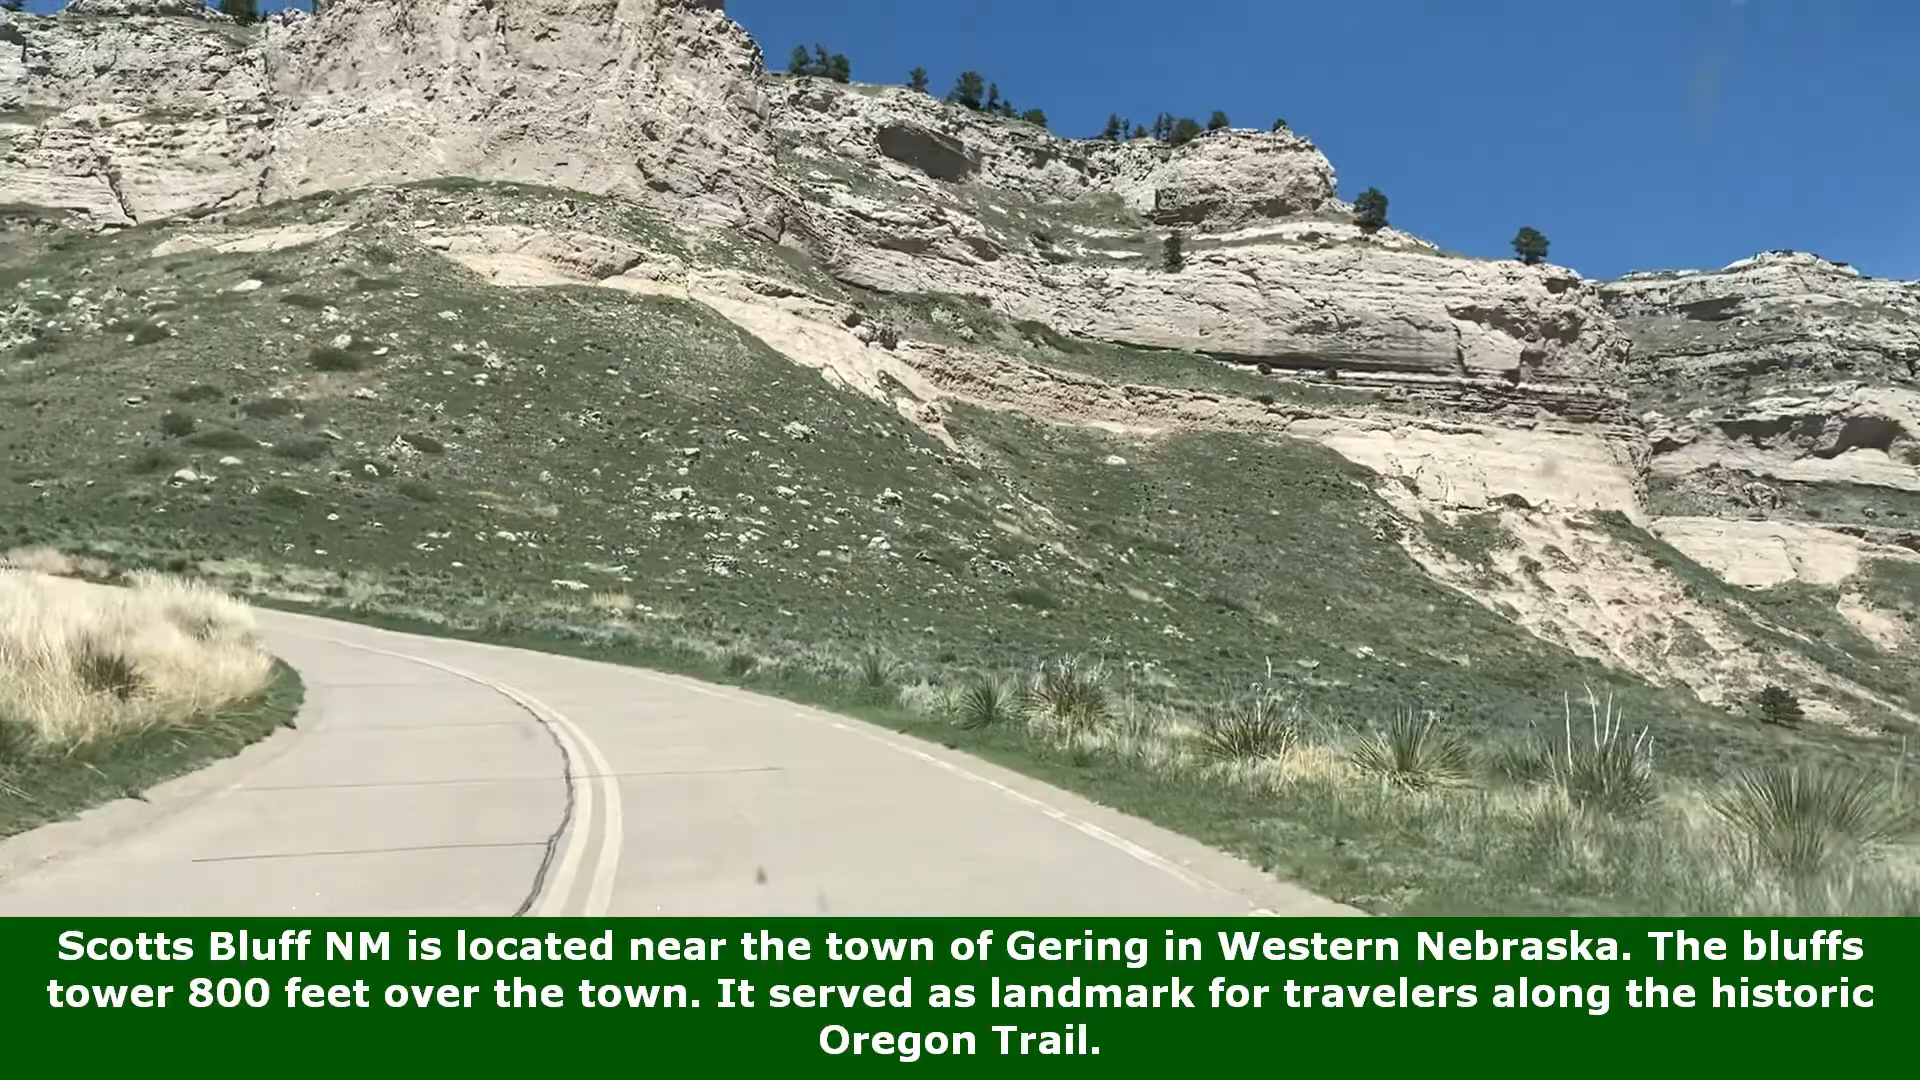 Scotts Bluff NM is located near the town of Gering in Western Nebraska. The bluffs
tower 800 feet over the town. It served as landmark for travelers along the historic
Oregon Trail.